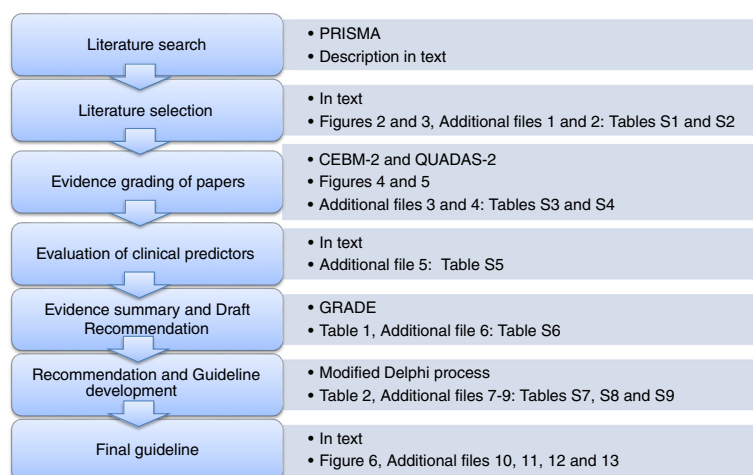 Literature search
• PRISMA
• Description in text
Literature selection
• In text
• Figures 2 and 3, Additional files 1 and 2: Tables S1 and S2
Evidence grading of papers
• CEBM-2 and QUADAS-2
• Figures 4 and 5
• Additional files 3 and 4: Tables S3 and S4
Evaluation of clinical predictors
• In text
• Additional file 5: Table S5
Evidence summary and Draft
Recommendation
• GRADE
• Table 1, Additional file 6: Table S6
Recommendation and Guideline
development
• Modified Delphi process
• Table 2, Additional files 7-9: Tables S7, S8 and S9
Final guideline
• In text
• Figure 6, Additional files 10, 11, 12 and 13